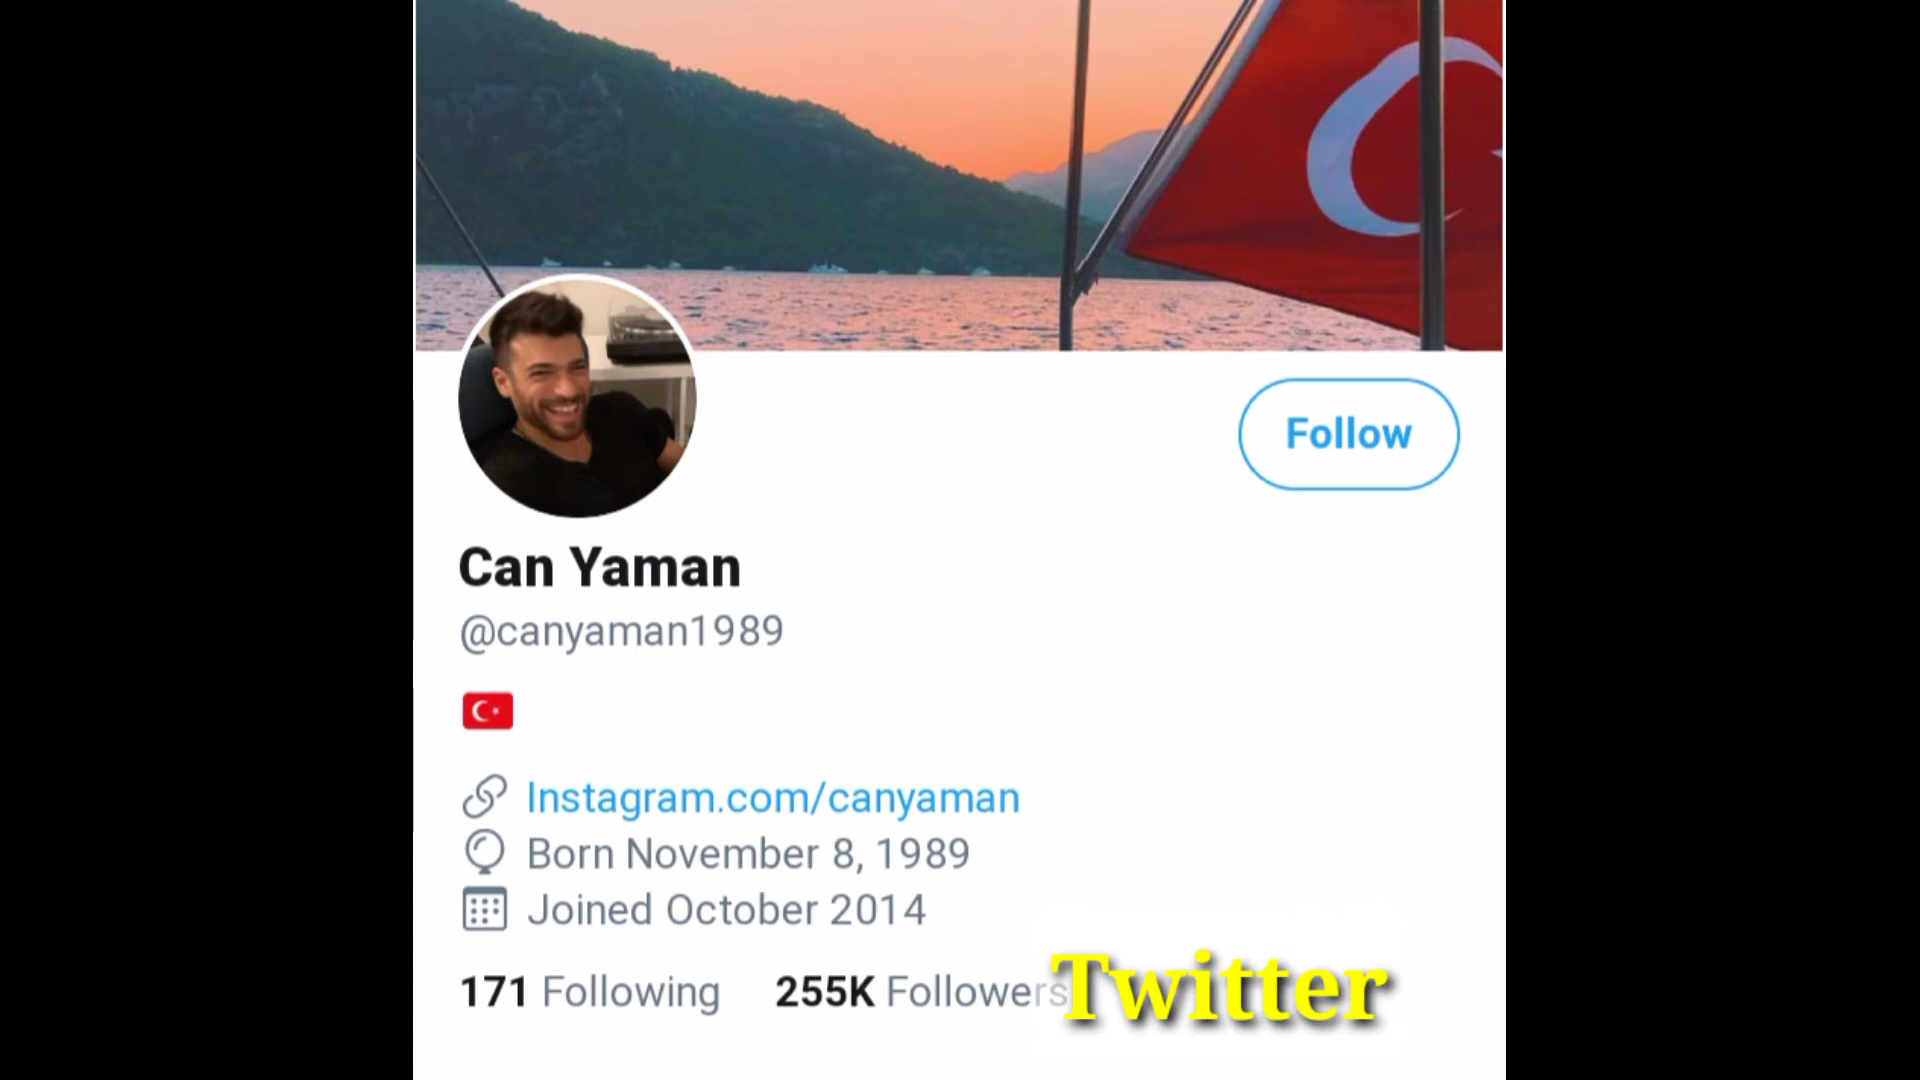 Follow
Can Yaman
@canyaman1989
Instagram.com/canyaman
Born November 8, 1989
Joined October 2014
171 Following 255K Followers
Twitter